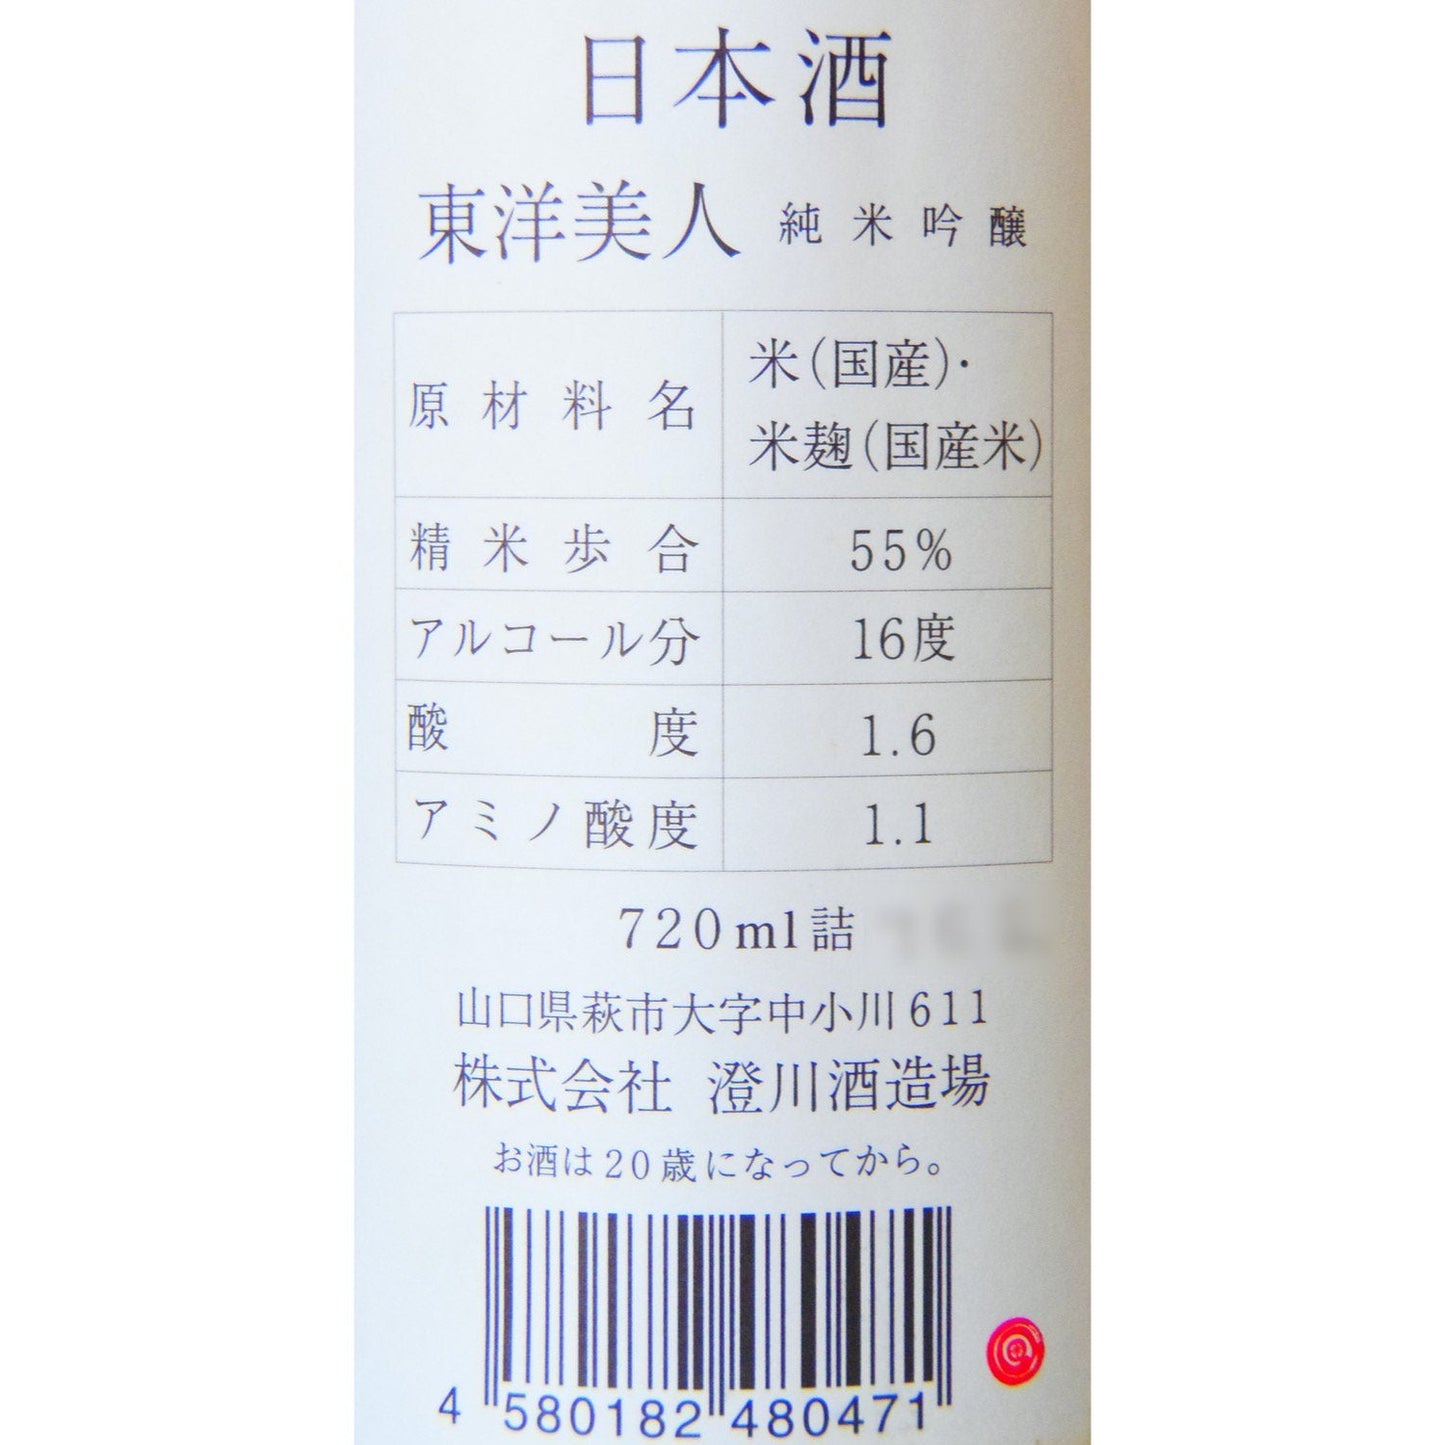 日本酒
東洋美人 純米吟醸
原材料名 米(国産)・
米麹(国産米)
精米歩合 55%
アルコール分 16度
酸度 1.6
アミノ酸度 1.1
720ml詰
山口県萩市大字中小川611
株式会社 澄川酒造場
お酒は20歳になってから。
4 580182 480471